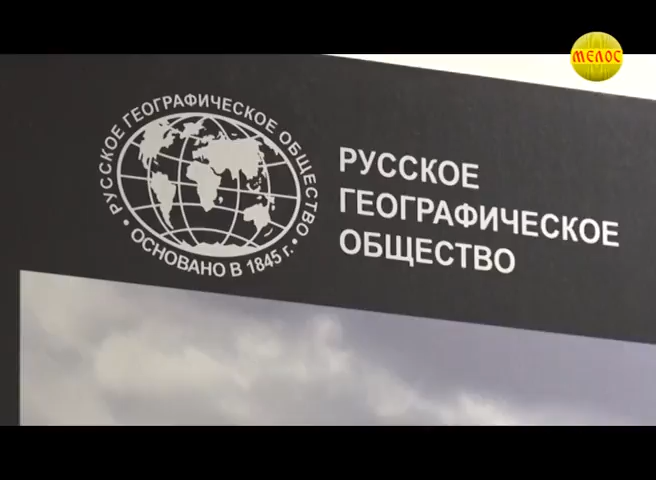 МЕЛОС
РУССКОЕ ГЕОГРАФИЧЕСКОЕ ОБЩЕСТВО
• ОСНОВАНО В 1845 г. •
РУССКОЕ
ГЕОГРАФИЧЕСКОЕ
ОБЩЕСТВО